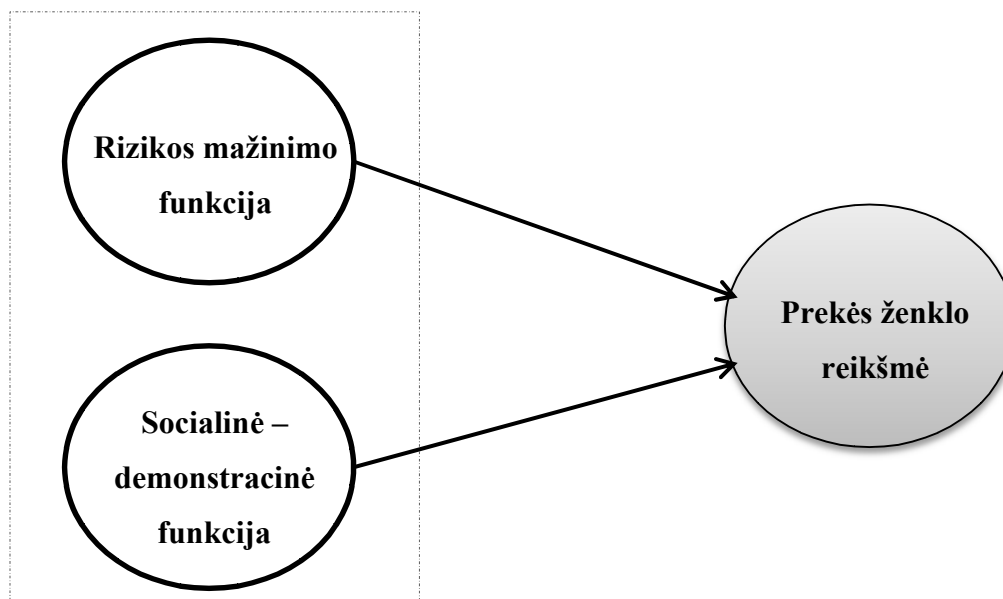 Rizikos mažinimo
funkcija
Prekės ženklo
reikšmė
Socialinė –
demonstracinė
funkcija